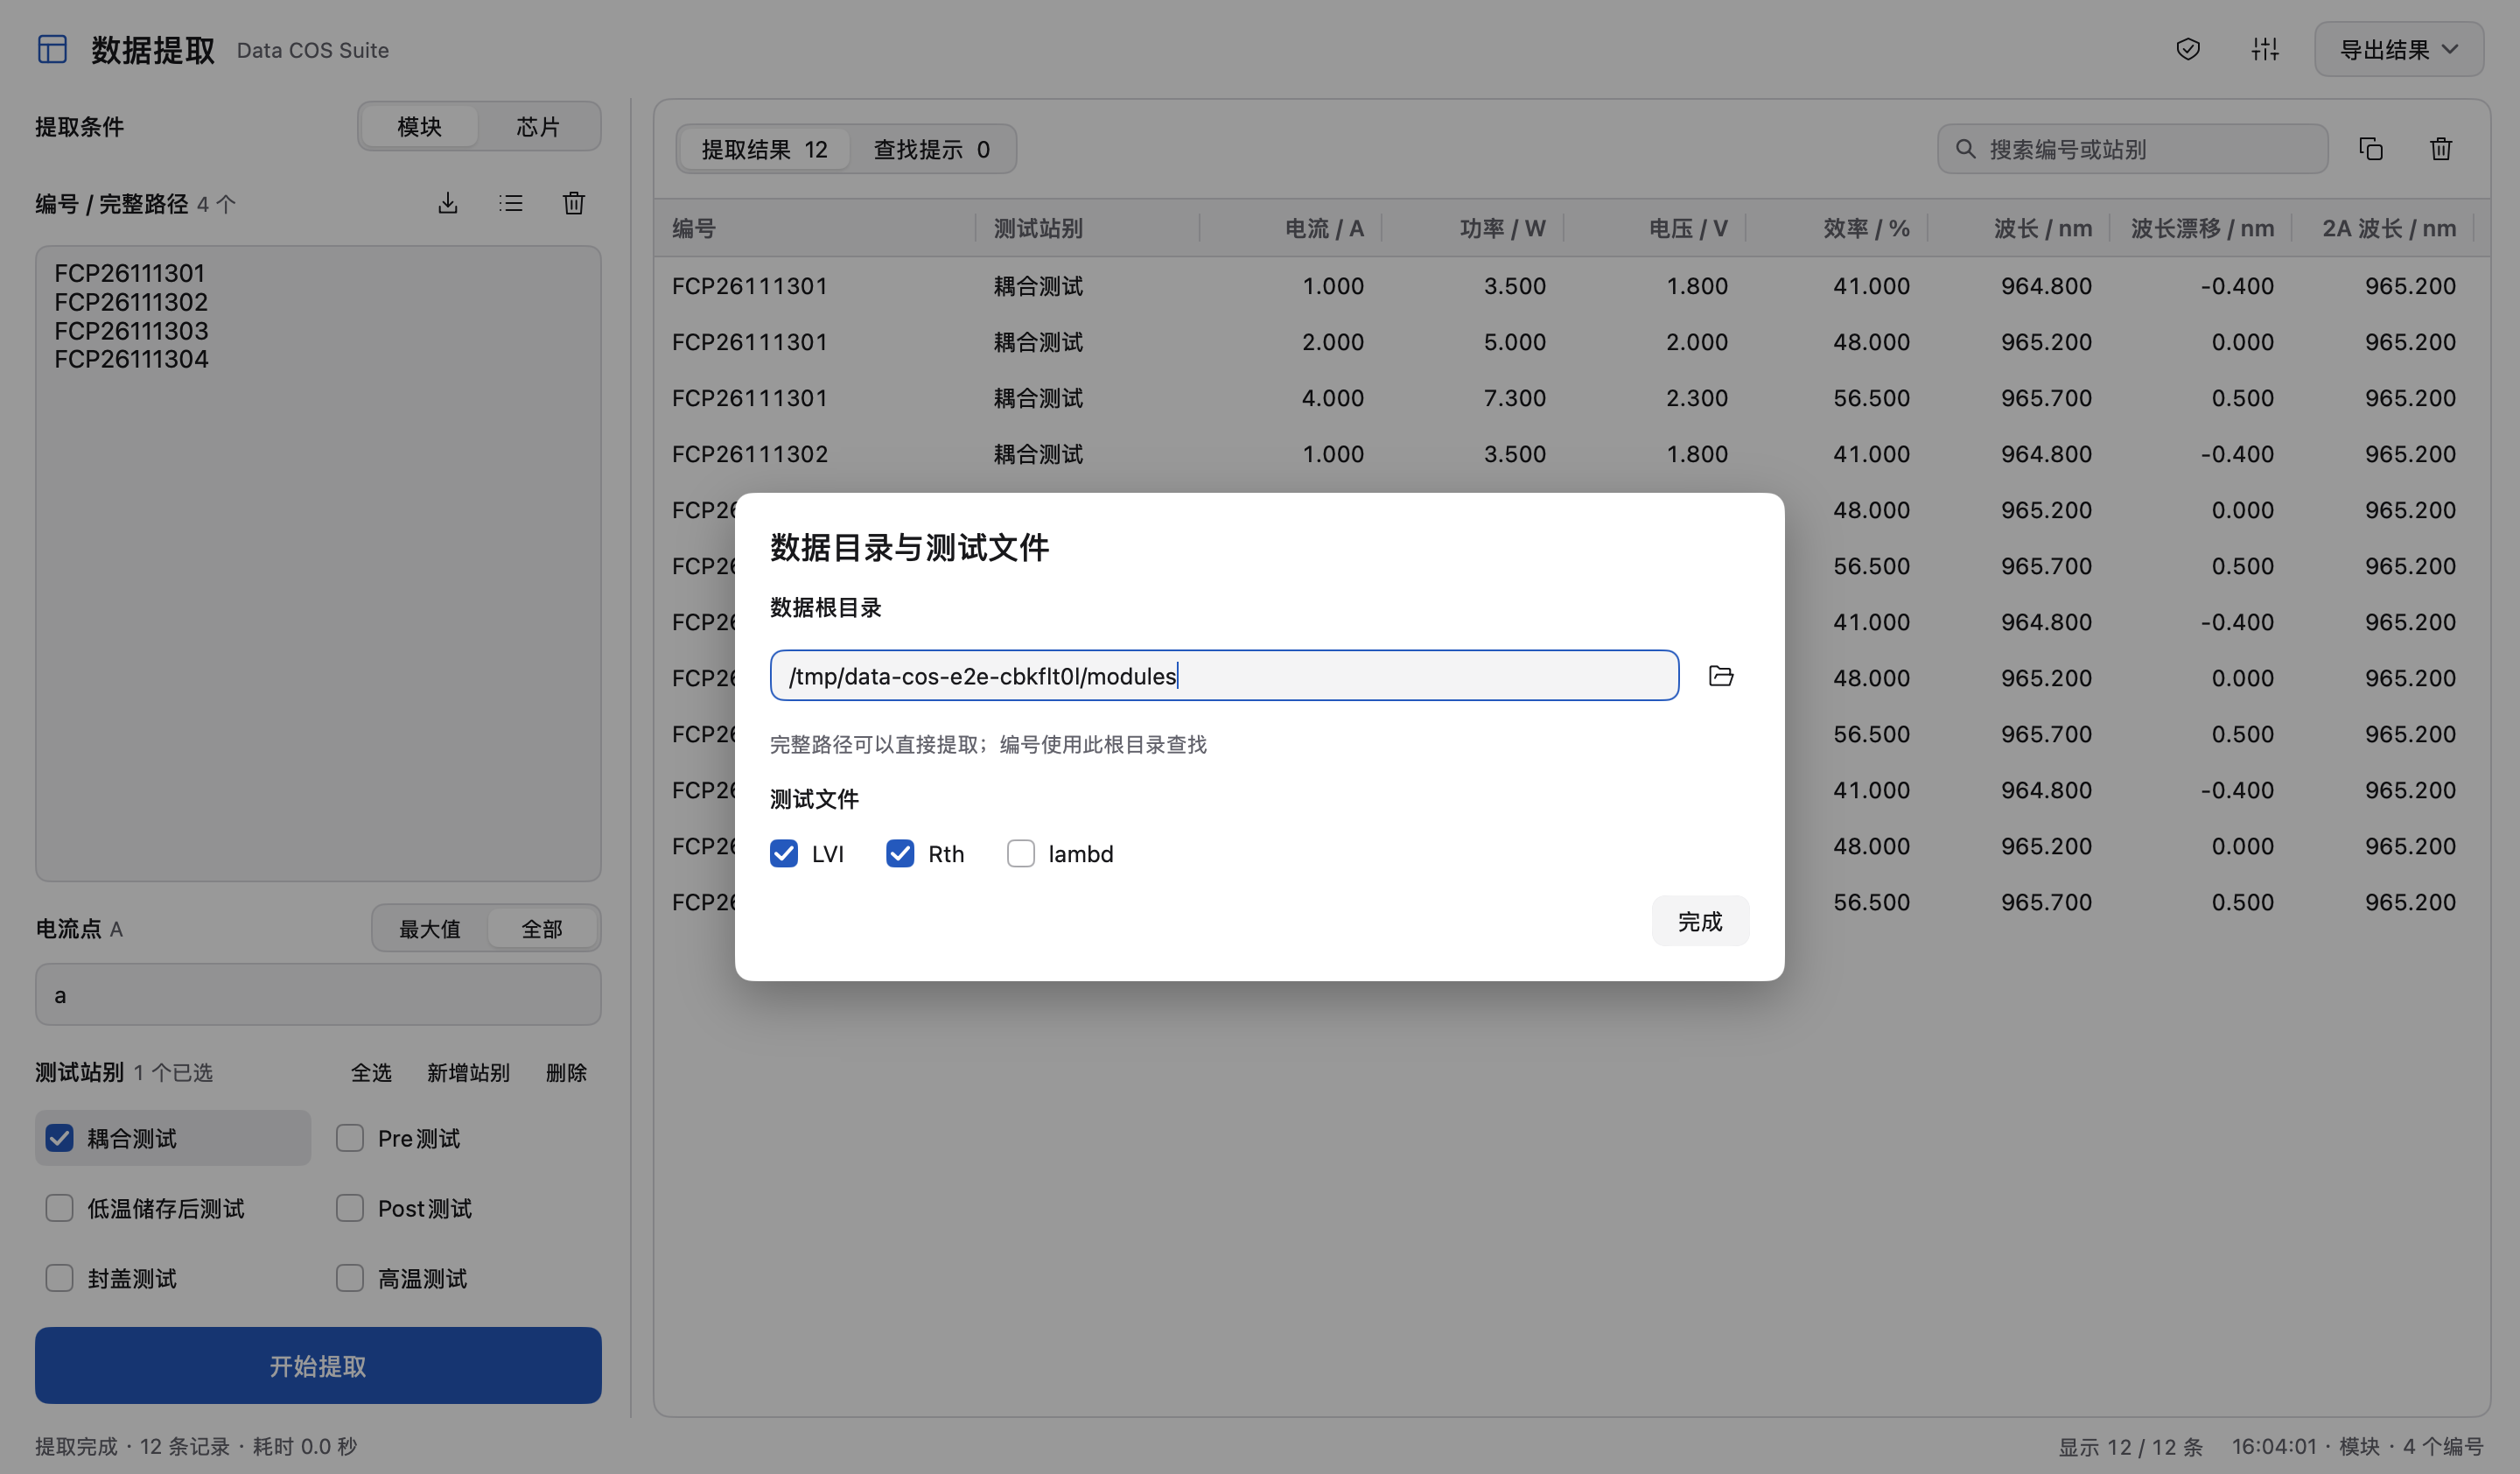 数据提取 Data COS Suite
导出结果
提取条件 模块 芯片
编号 / 完整路径 4 个
FCP26111301
FCP26111302
FCP26111303
FCP26111304
电流点 A 最大值 全部
a
测试站别 1 个已选 全选 新增站别 删除
耦合测试 Pre 测试
低温储存后测试 Post 测试
封盖测试 高温测试
开始提取
提取完成 · 12 条记录 · 耗时 0.0 秒
提取结果 12 查找提示 0 搜索编号或站别
编号 测试站别 电流 / A 功率 / W 电压 / V 效率 / % 波长 / nm 波长漂移 / nm 2A 波长 / nm
FCP26111301 耦合测试 1.000 3.500 1.800 41.000 964.800 -0.400 965.200
FCP26111301 耦合测试 2.000 5.000 2.000 48.000 965.200 0.000 965.200
FCP26111301 耦合测试 4.000 7.300 2.300 56.500 965.700 0.500 965.200
FCP26111302 耦合测试 1.000 3.500 1.800 41.000 964.800 -0.400 965.200
FCP26 48.000 965.200 0.000 965.200
FCP26 56.500 965.700 0.500 965.200
FCP26 41.000 964.800 -0.400 965.200
FCP26 48.000 965.200 0.000 965.200
FCP26 56.500 965.700 0.500 965.200
FCP26 41.000 964.800 -0.400 965.200
FCP26 48.000 965.200 0.000 965.200
FCP26 56.500 965.700 0.500 965.200
数据目录与测试文件
数据根目录
/tmp/data-cos-e2e-cbkflt0l/modules
完整路径可以直接提取；编号使用此根目录查找
测试文件
LVI Rth lambd
完成
显示 12 / 12 条 16:04:01 · 模块 · 4 个编号